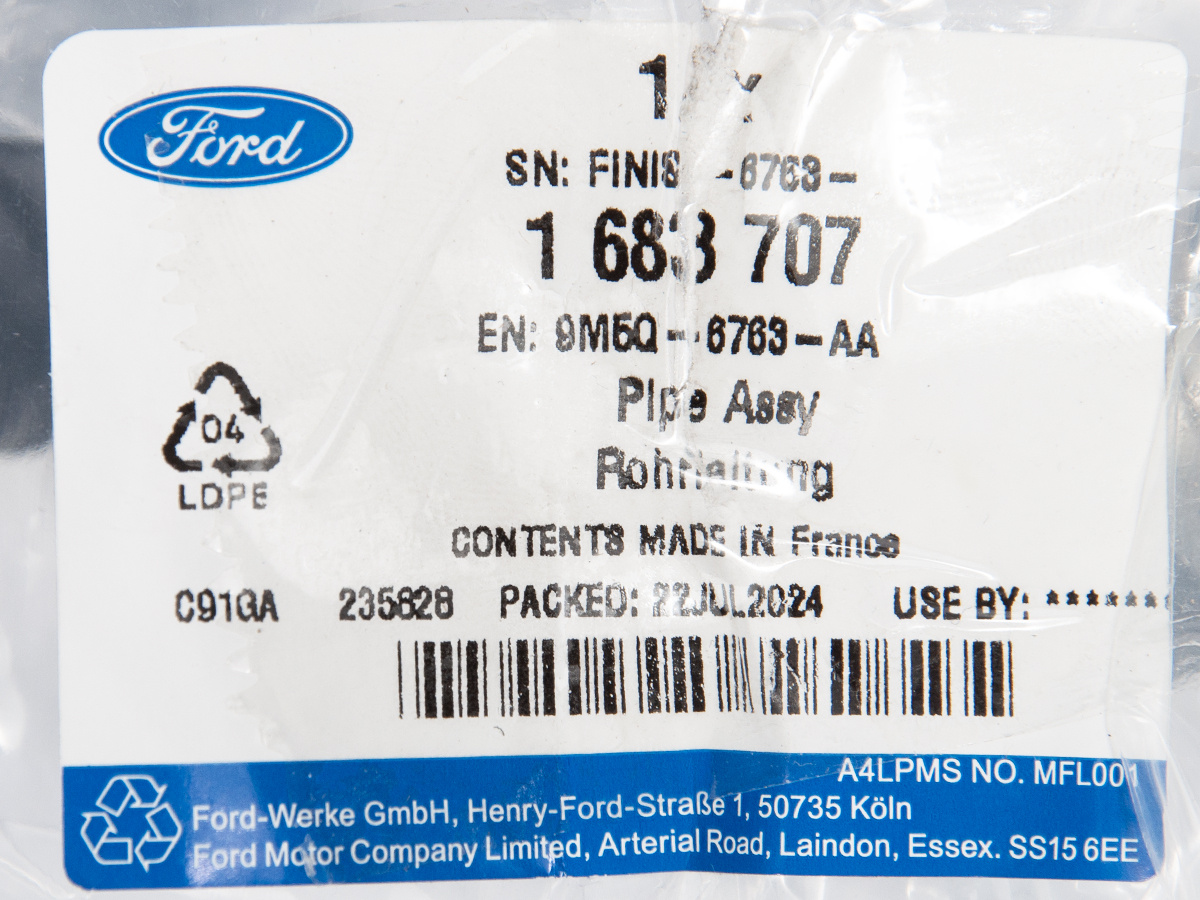 Ford
1 x
SN: FINIS -6763-
1 683 707
EN: 9M5Q-6763-AA
Pipe Assy
04
LDPE
CONTENTS MADE IN France
C91GA 235828 PACKED: 22JUL2024 USE BY: *******
A4LPMS NO. MFL001
Ford-Werke GmbH, Henry-Ford-Straße 1, 50735 Köln
Ford Motor Company Limited, Arterial Road, Laindon, Essex. SS15 6EE